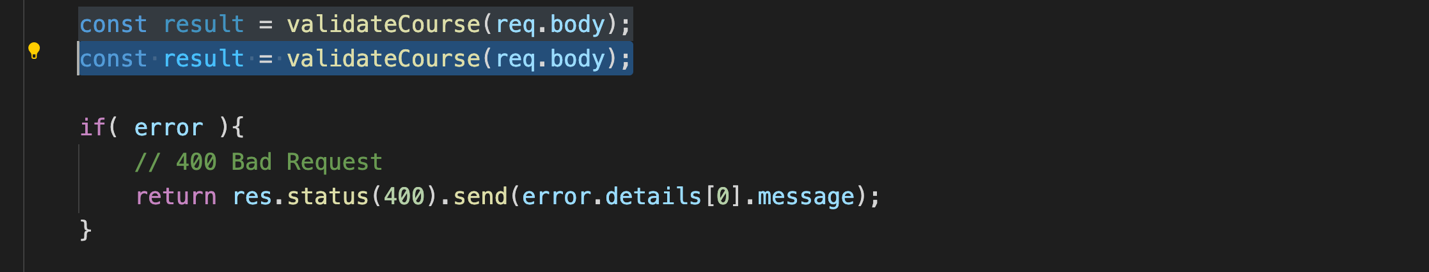 const result = validateCourse(req.body);
const result = validateCourse(req.body);
if( error ){
// 400 Bad Request
return res.status(400).send(error.details[0].message);
}